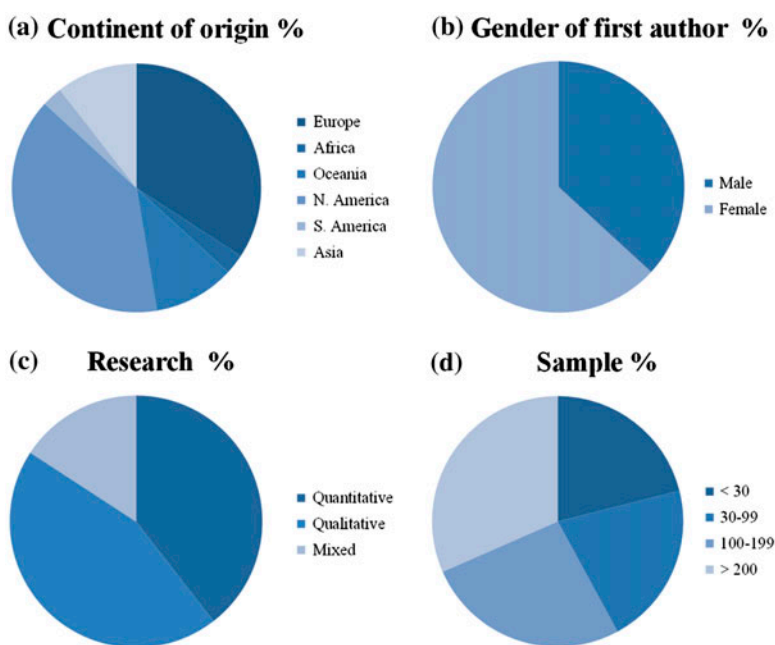 (a) Continent of origin %
Europe
Africa
Oceania
N. America
S. America
Asia
(b) Gender of first author %
Male
Female
(c) Research %
Quantitative
Qualitative
Mixed
(d) Sample %
< 30
30-99
100-199
> 200